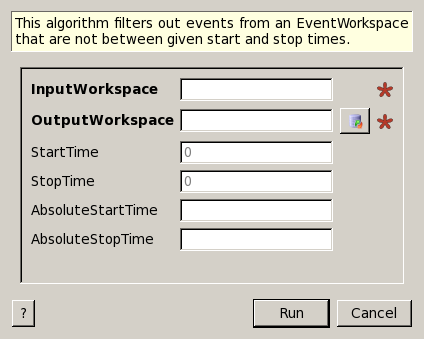 This algorithm filters out events from an EventWorkspace
that are not between given start and stop times.
InputWorkspace
OutputWorkspace
StartTime 0
StopTime 0
AbsoluteStartTime
AbsoluteStopTime
? Run Cancel